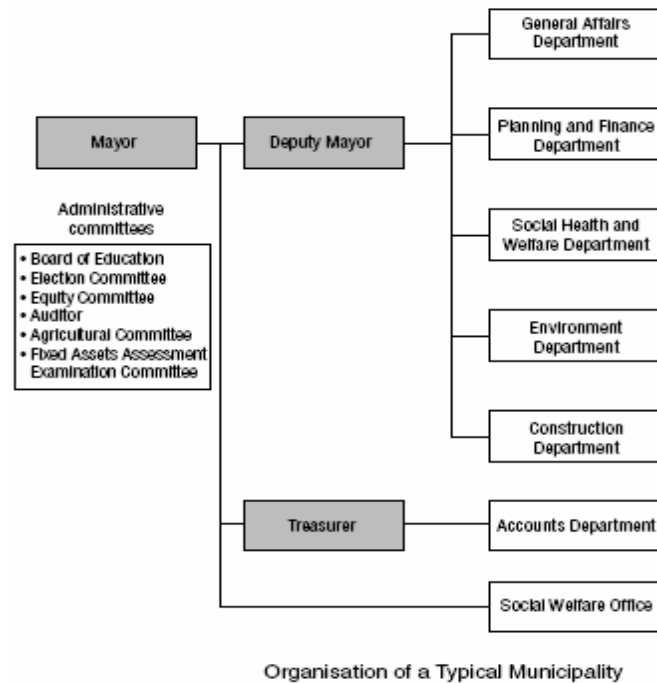 General Affairs
Department
Mayor
Deputy Mayor
Planning and Finance
Department
Administrative
committees
• Board of Education
• Election Committee
• Equity Committee
• Auditor
• Agricultural Committee
• Fixed Assets Assessment
Examination Committee
Social Health and
Welfare Department
Environment
Department
Construction
Department
Treasurer
Accounts Department
Social Welfare Office
Organisation of a Typical Municipality